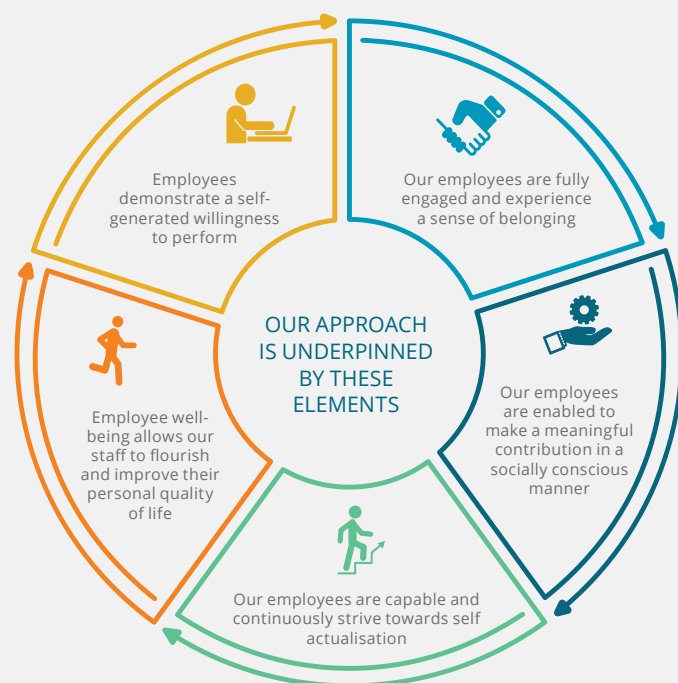 Employees
demonstrate a self-
generated willingness
to perform
Our employees are fully
engaged and experience
a sense of belonging
OUR APPROACH
IS UNDERPINNED
BY THESE
ELEMENTS
Our employees
are enabled to
make a meaningful
contribution in a
socially conscious
manner
Employee well-
being allows our
staff to flourish
and improve their
personal quality
of life
Our employees are capable and
continuously strive towards self
actualisation